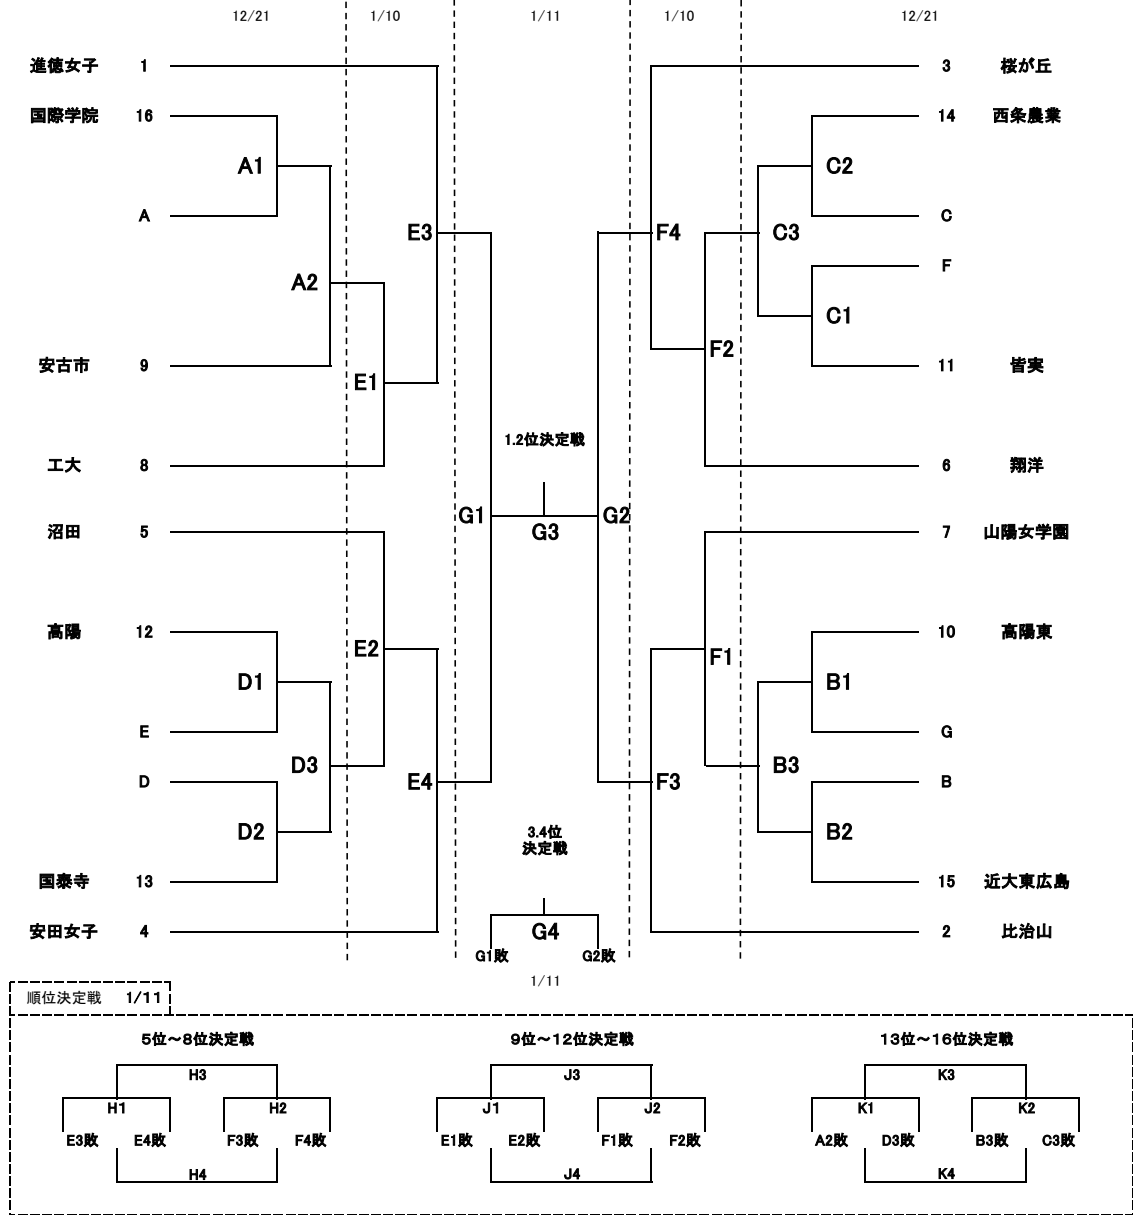 12/21 1/10 1/11 1/10 12/21
進徳女子 1 3 桜が丘
国際学院 16 14 西条農業
A1 C2
A C
E3 F4 C3
F
A2
C1
F2
安古市 9 11 皆実
E1
1.2位決定戦
工大 8 6 翔洋
G1 G2
G3
沼田 5 7 山陽女学園
高陽 12 10 高陽東
E2 F1
D1 B1
E G
D3 B3
D E4 F3 B
D2 B2
3.4位
決定戦
国泰寺 13 15 近大東広島
安田女子 4 G4 2 比治山
G1敗 G2敗
1/11
順位決定戦 1/11
5位～8位決定戦 9位～12位決定戦 13位～16位決定戦
H3 J3 K3
H1 H2 J1 J2 K1 K2
E3敗 E4敗 F3敗 F4敗 E1敗 E2敗 F1敗 F2敗 A2敗 D3敗 B3敗 C3敗
H4 J4 K4